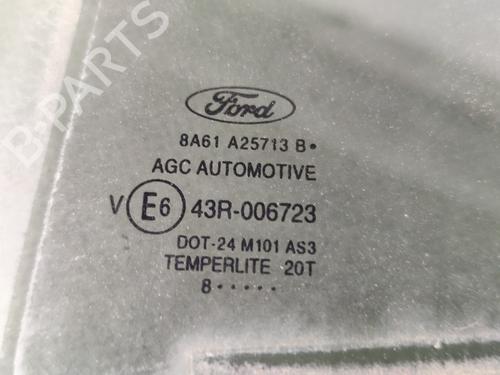 B-PARTS
Ford
8A61 A25713 B•
AGC AUTOMOTIVE
V E6 43R-006723
DOT-24 M101 AS3
TEMPERLITE 20T
8•••••